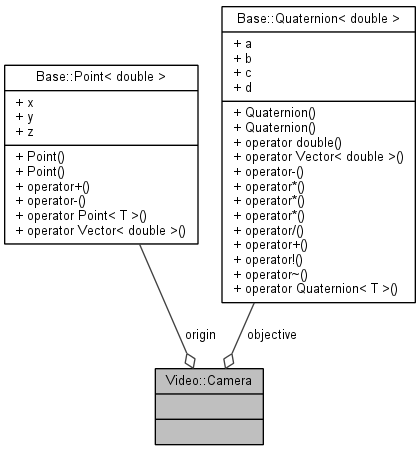 Base::Point< double >
+ x
+ y
+ z
+ Point()
+ Point()
+ operator+()
+ operator-()
+ operator Point< T >()
+ operator Vector< double >()
Base::Quaternion< double >
+ a
+ b
+ c
+ d
+ Quaternion()
+ Quaternion()
+ operator double()
+ operator Vector< double >()
+ operator-()
+ operator*()
+ operator*()
+ operator*()
+ operator/()
+ operator+()
+ operator!()
+ operator~()
+ operator Quaternion< T >()
origin
objective
Video::Camera